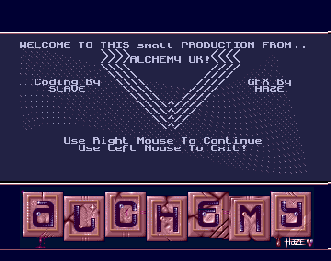 WELCOME TO THIS small PRODUCTION FROM..
ALCHEMY UK!
Coding By GFX By
SLAVE HAZE
Use Right Mouse To Continue
Use Left Mouse To Exit!
ALCHEMY
HAZE